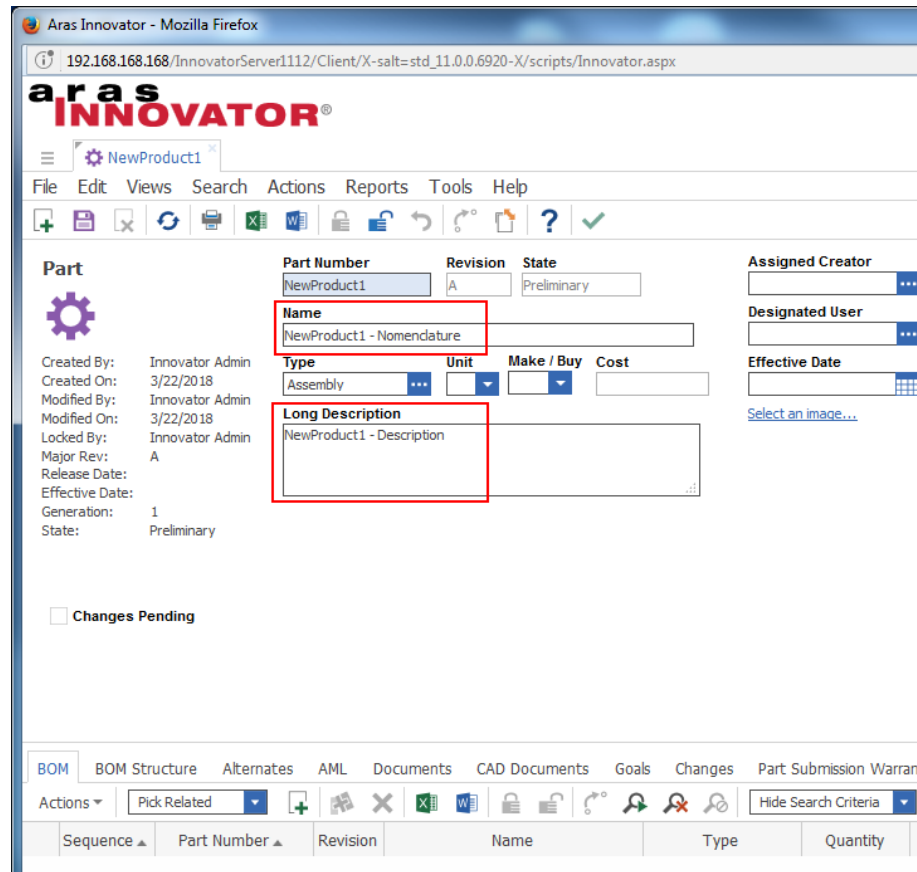 Aras Innovator - Mozilla Firefox
192.168.168.168/InnovatorServer1112/Client/X-salt=std_11.0.0.6920-X/scripts/Innovator.aspx
aras
INNOVATOR®
NewProduct1
File Edit Views Search Actions Reports Tools Help
Part
Part Number Revision State Assigned Creator
NewProduct1 A Preliminary
Name Designated User
NewProduct1 - Nomenclature
Created By: Innovator Admin
Type Unit Make / Buy Cost Effective Date
Created On: 3/22/2018
Assembly
Modified By: Innovator Admin
Modified On: 3/22/2018
Long Description Select an image...
Locked By: Innovator Admin
NewProduct1 - Description
Major Rev: A
Release Date:
Effective Date:
Generation: 1
State: Preliminary
Changes Pending
BOM BOM Structure Alternates AML Documents CAD Documents Goals Changes Part Submission Warran
Actions Pick Related Hide Search Criteria
Sequence Part Number Revision Name Type Quantity